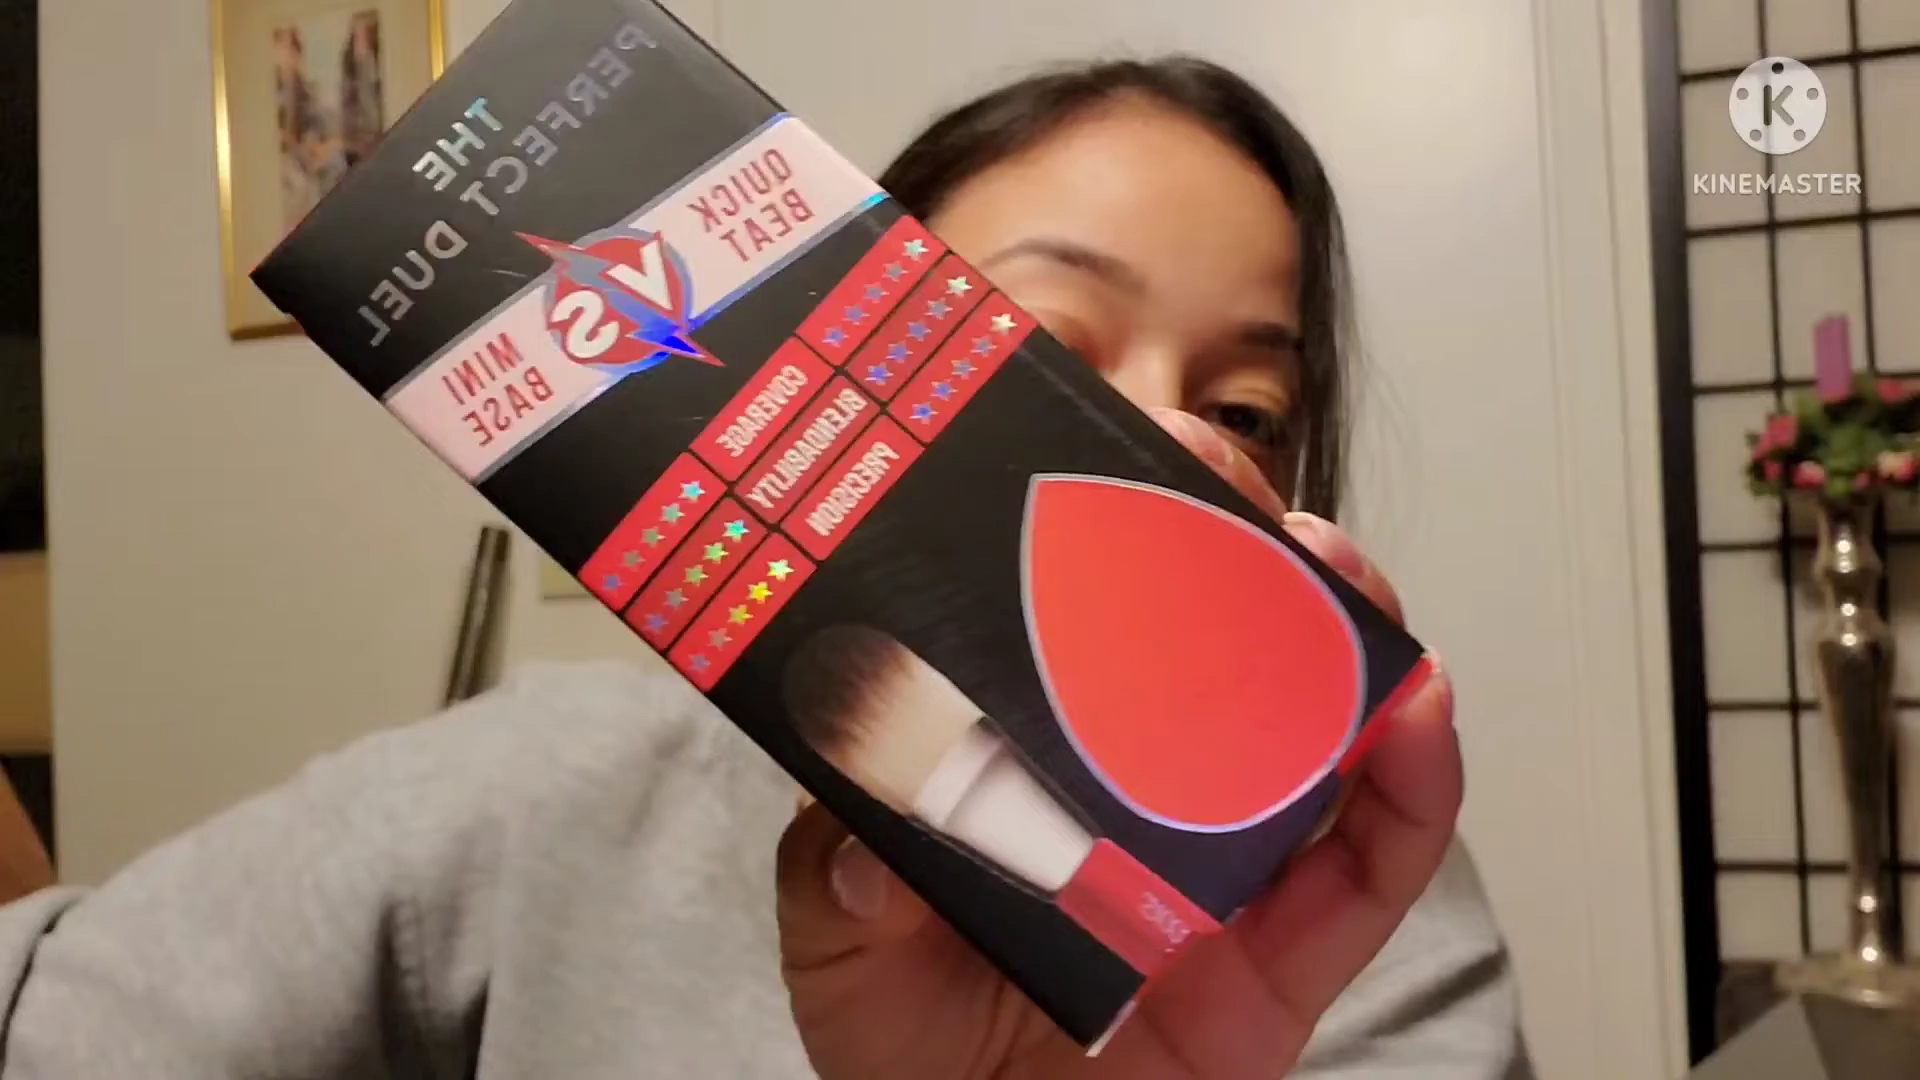 THE
PERFECT DUEL
MINI
BASE
VS
QUICK
BEAT
COVERAGE
BLENDABILITY
PRECISION
KINEMASTER